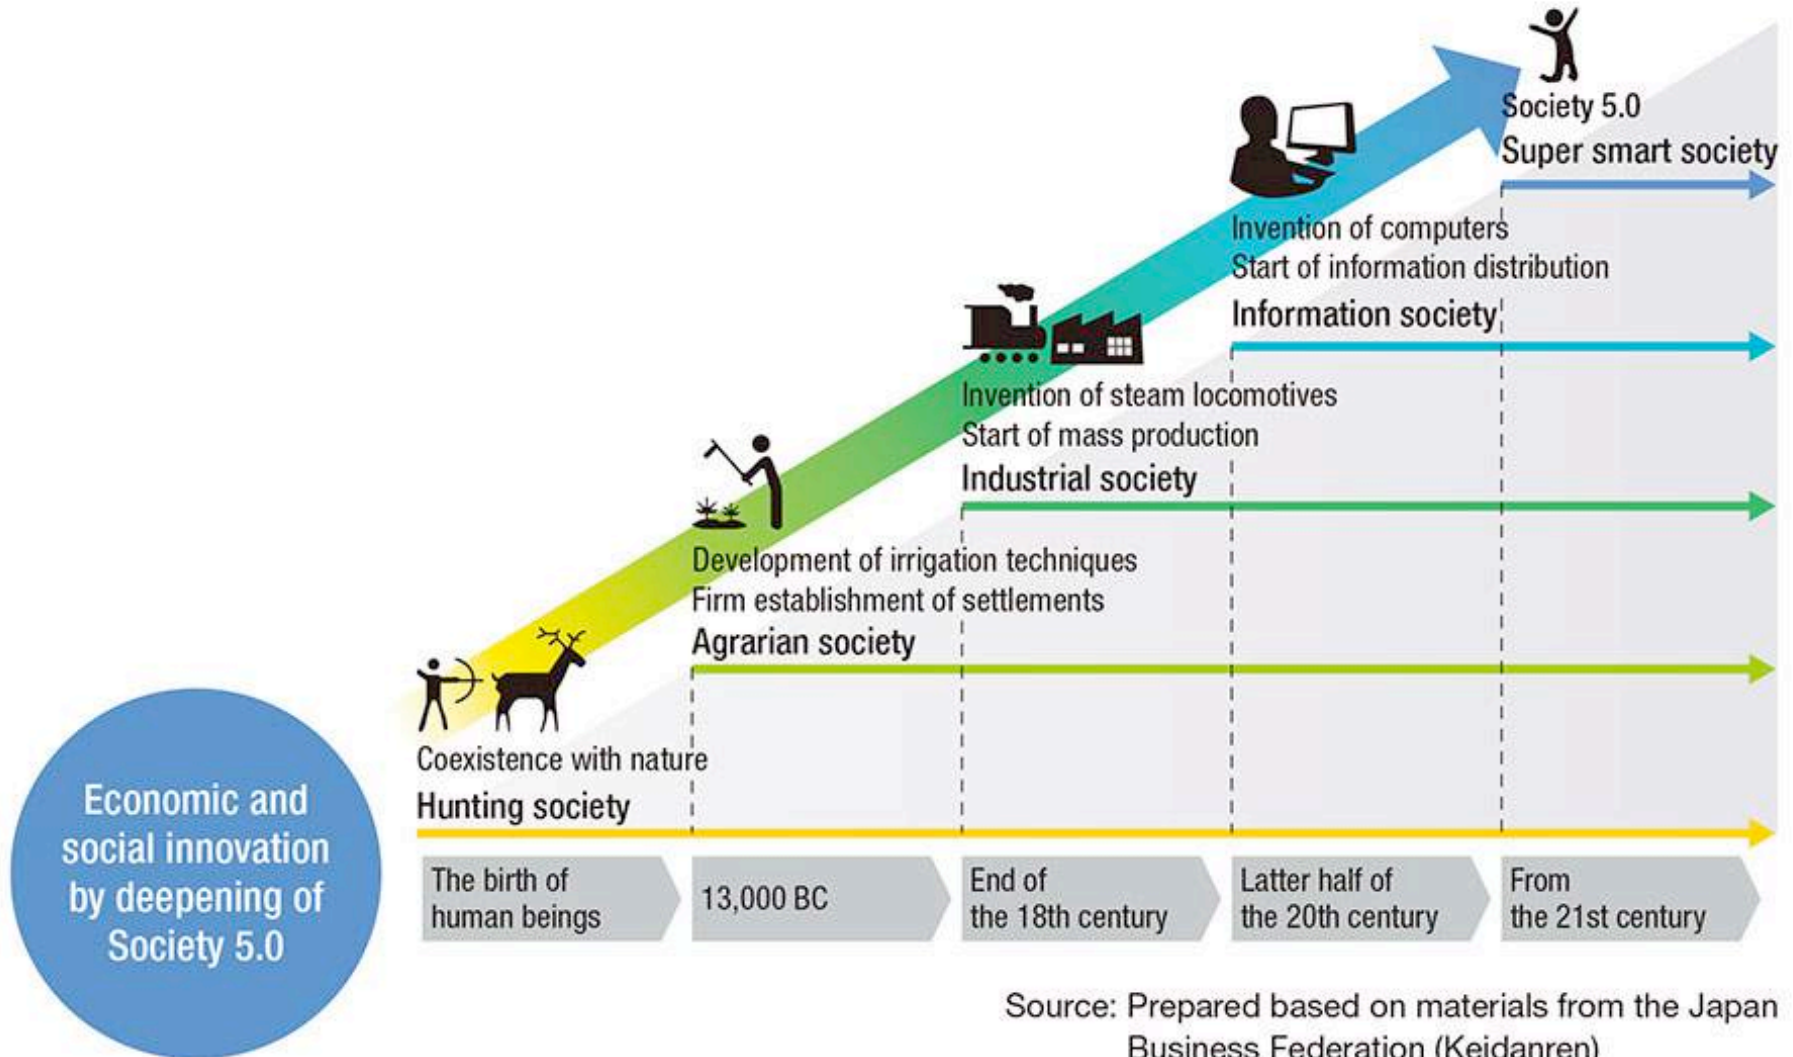 Society 5.0
Super smart society
Invention of computers
Start of information distribution
Information society
Invention of steam locomotives
Start of mass production
Industrial society
Development of irrigation techniques
Firm establishment of settlements
Agrarian society
Coexistence with nature
Hunting society
Economic and
social innovation
by deepening of
Society 5.0
The birth of
human beings
13,000 BC
End of
the 18th century
Latter half of
the 20th century
From
the 21st century
Source: Prepared based on materials from the Japan
Business Federation (Keidanren)